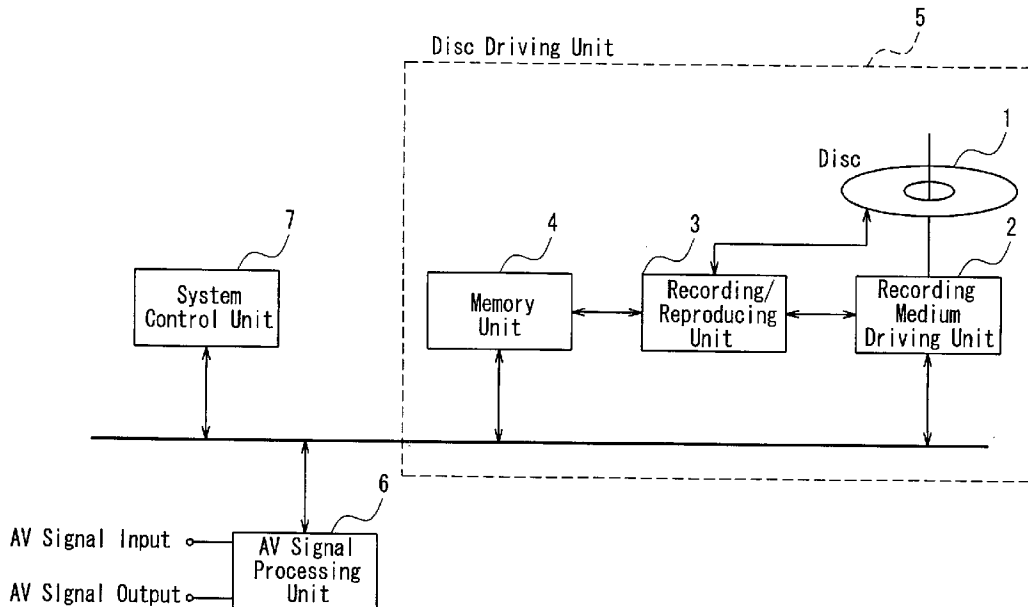 5
Disc Driving Unit
1
Disc
7
4
3
2
System
Control Unit
Memory
Unit
Recording/
Reproducing
Unit
Recording
Medium
Driving Unit
6
AV Signal Input
AV SIgnal Output
AV Signal
Processing
Unit